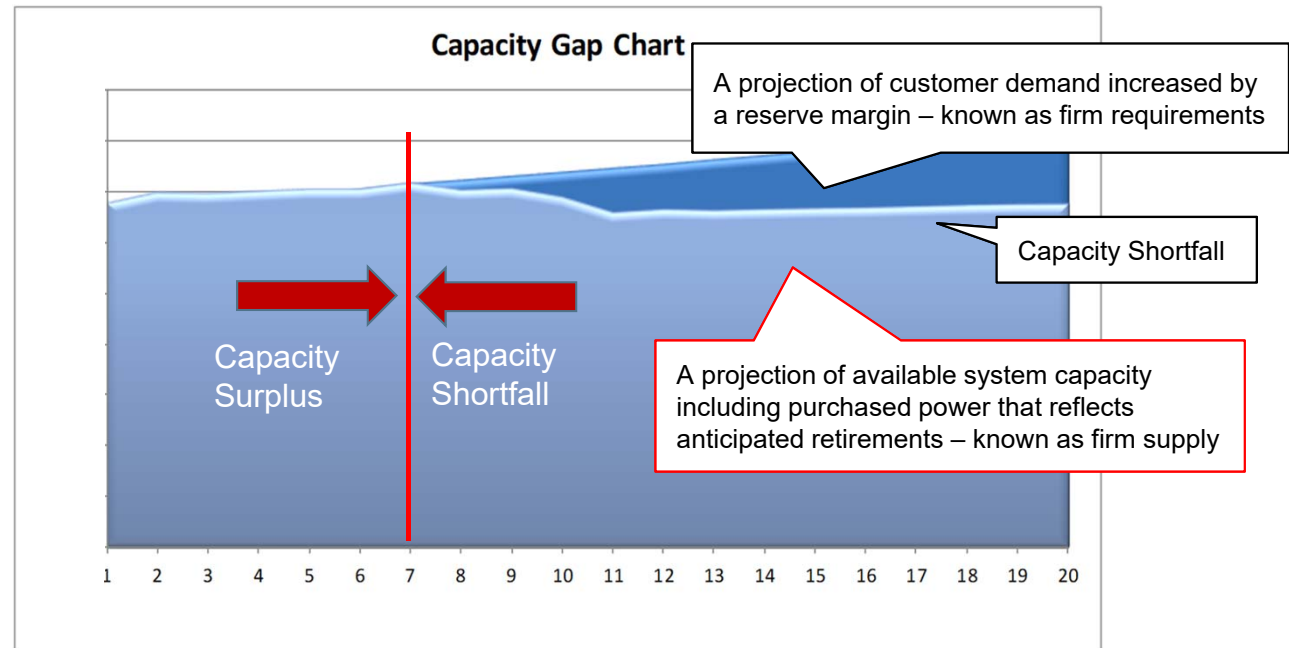 Capacity Gap Chart
A projection of customer demand increased by
a reserve margin – known as firm requirements
Capacity Shortfall
Capacity
Surplus
Capacity
Shortfall
A projection of available system capacity
including purchased power that reflects
anticipated retirements – known as firm supply
1 2 3 4 5 6 7 8 9 10 11 12 13 14 15 16 17 18 19 20